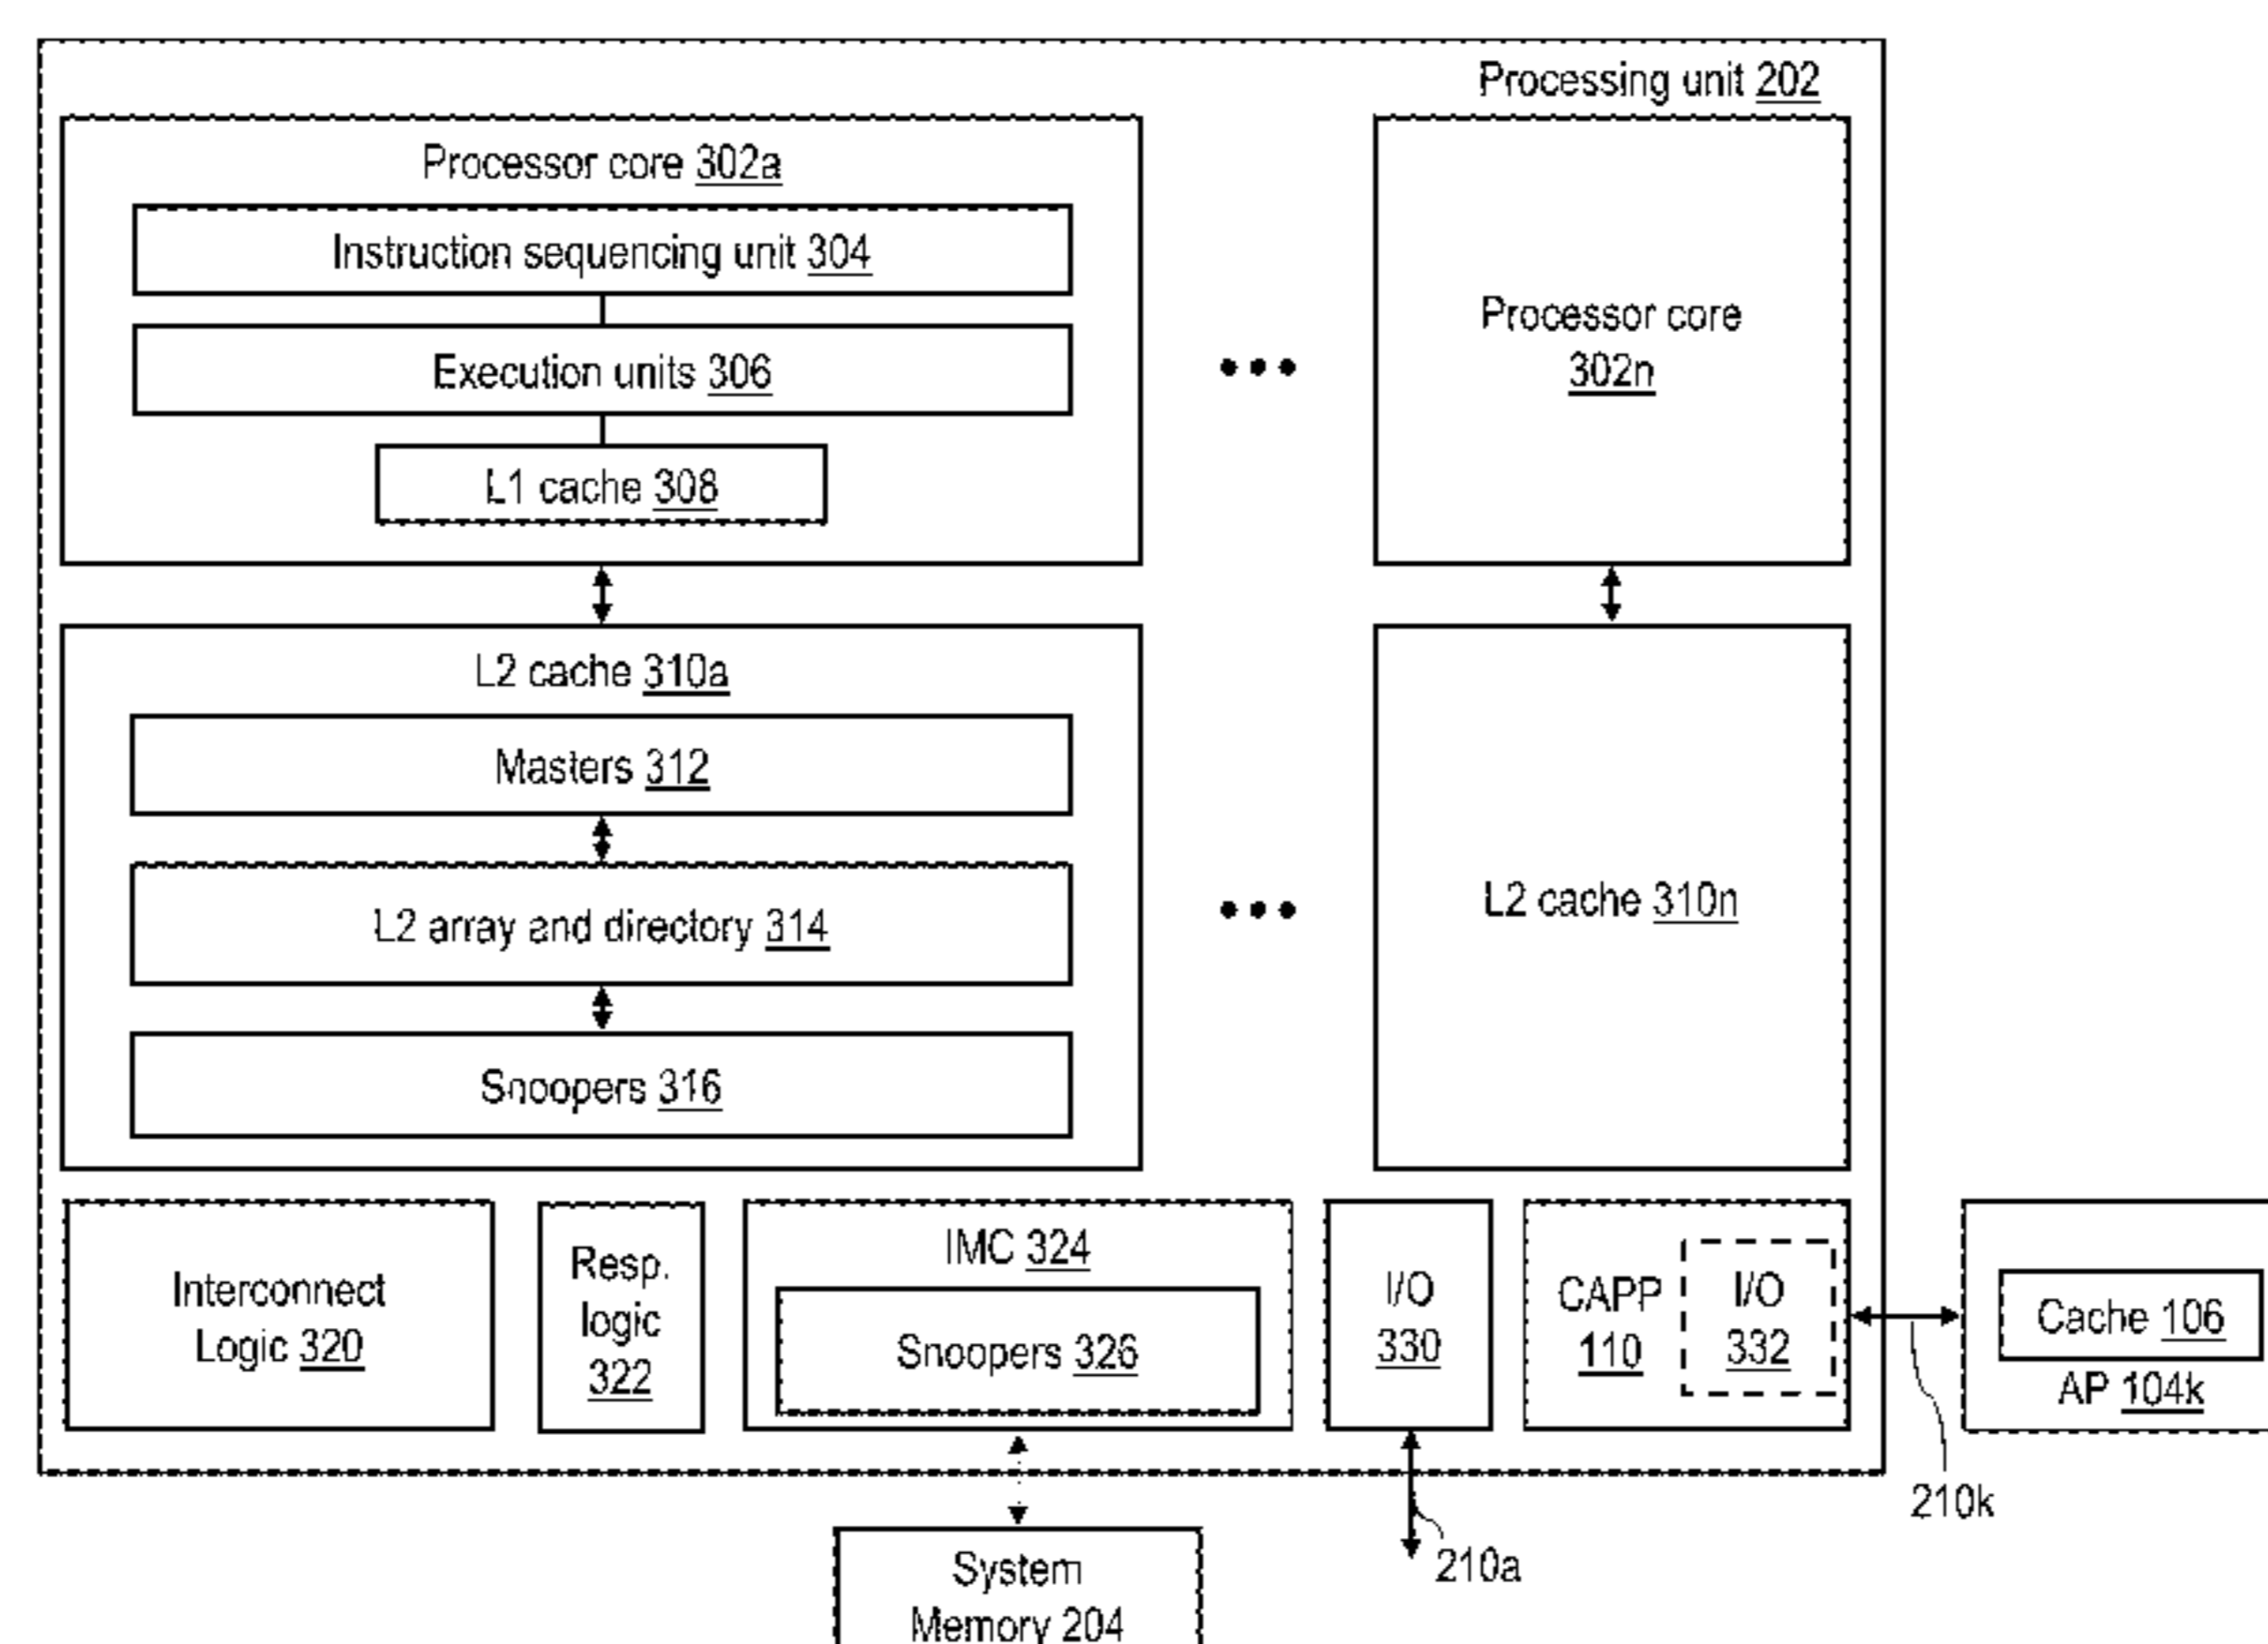 Processing unit 202
Processor core 302a
Instruction sequencing unit 304
Execution units 306
L1 cache 308
Processor core
302n
L2 cache 310a
Masters 312
L2 array and directory 314
Snoopers 316
L2 cache 310n
Interconnect
Logic 320
Resp.
logic
322
IMC 324
Snoopers 326
I/O
330
CAPP
110
I/O
332
Cache 106
AP 104k
210k
210a
System
Memory 204